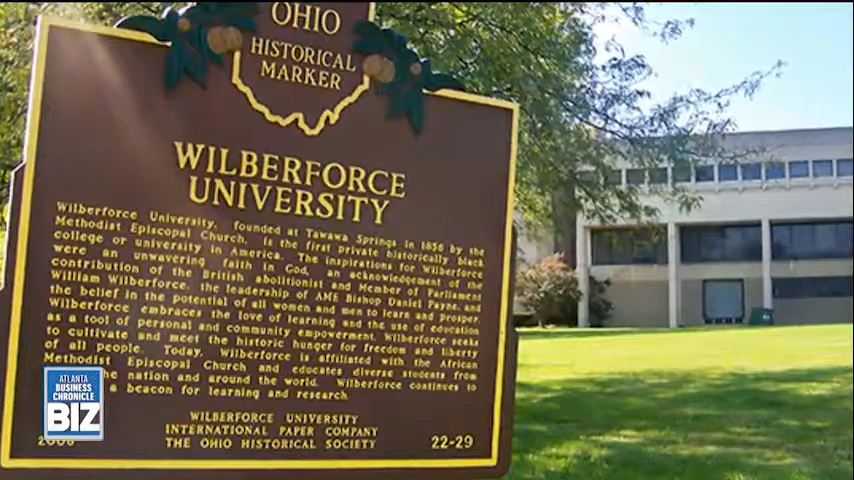 OHIO
HISTORICAL
MARKER
WILBERFORCE
UNIVERSITY
Wilberforce University, founded at Tawawa Springs in 1856 by the
Methodist Episcopal Church, is the first private historically black
college or university in America. The inspirations for Wilberforce
were an unwavering faith in God, an acknowledgement of the
contribution of the British abolitionist and Member of Parliament
William Wilberforce, the leadership of AME Bishop Daniel Payne, and
the belief in the potential of all women and men to learn and prosper.
Wilberforce embraces the love of learning and the use of education
as a tool of personal and community empowerment. Wilberforce seeks
to cultivate and meet the historic hunger for freedom and liberty
of all people. Today, Wilberforce is affiliated with the African
Methodist Episcopal Church and educates diverse students from
the nation and around the world. Wilberforce continues to
a beacon for learning and research.
WILBERFORCE UNIVERSITY
INTERNATIONAL PAPER COMPANY
THE OHIO HISTORICAL SOCIETY
22-29
ATLANTA
BUSINESS
CHRONICLE
BIZ